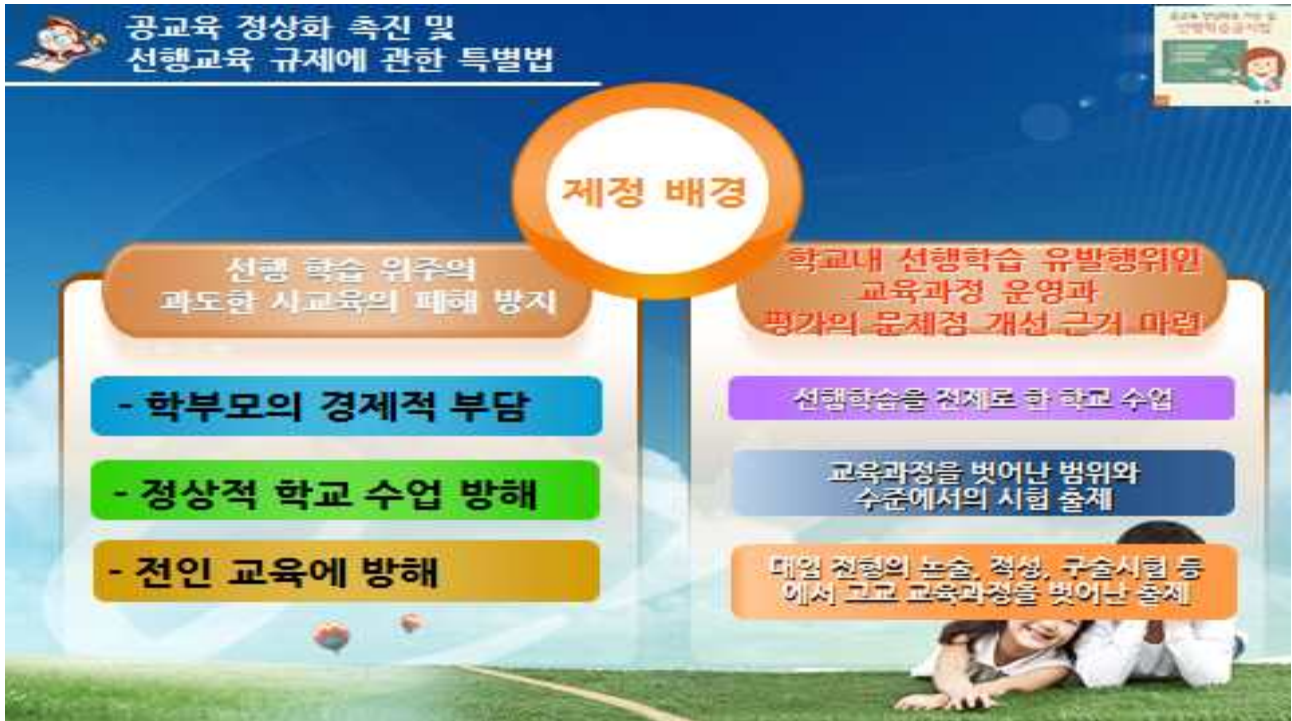 공교육 정상화 촉진 및
선행교육 규제에 관한 특별법
제정 배경
선행 학습 위주의
과도한 사교육의 폐해 방지
- 학부모의 경제적 부담
- 정상적 학교 수업 방해
- 전인 교육에 방해
학교내 선행학습 유발행위인
교육과정 운영과
평가의 문제점 개선 근거 마련
선행학습을 전제로 한 학교 수업
교육과정을 벗어난 범위와
수준에서의 시험 출제
대입 전형의 논술, 적성, 구술시험 등
에서 고교 교육과정을 벗어난 출제